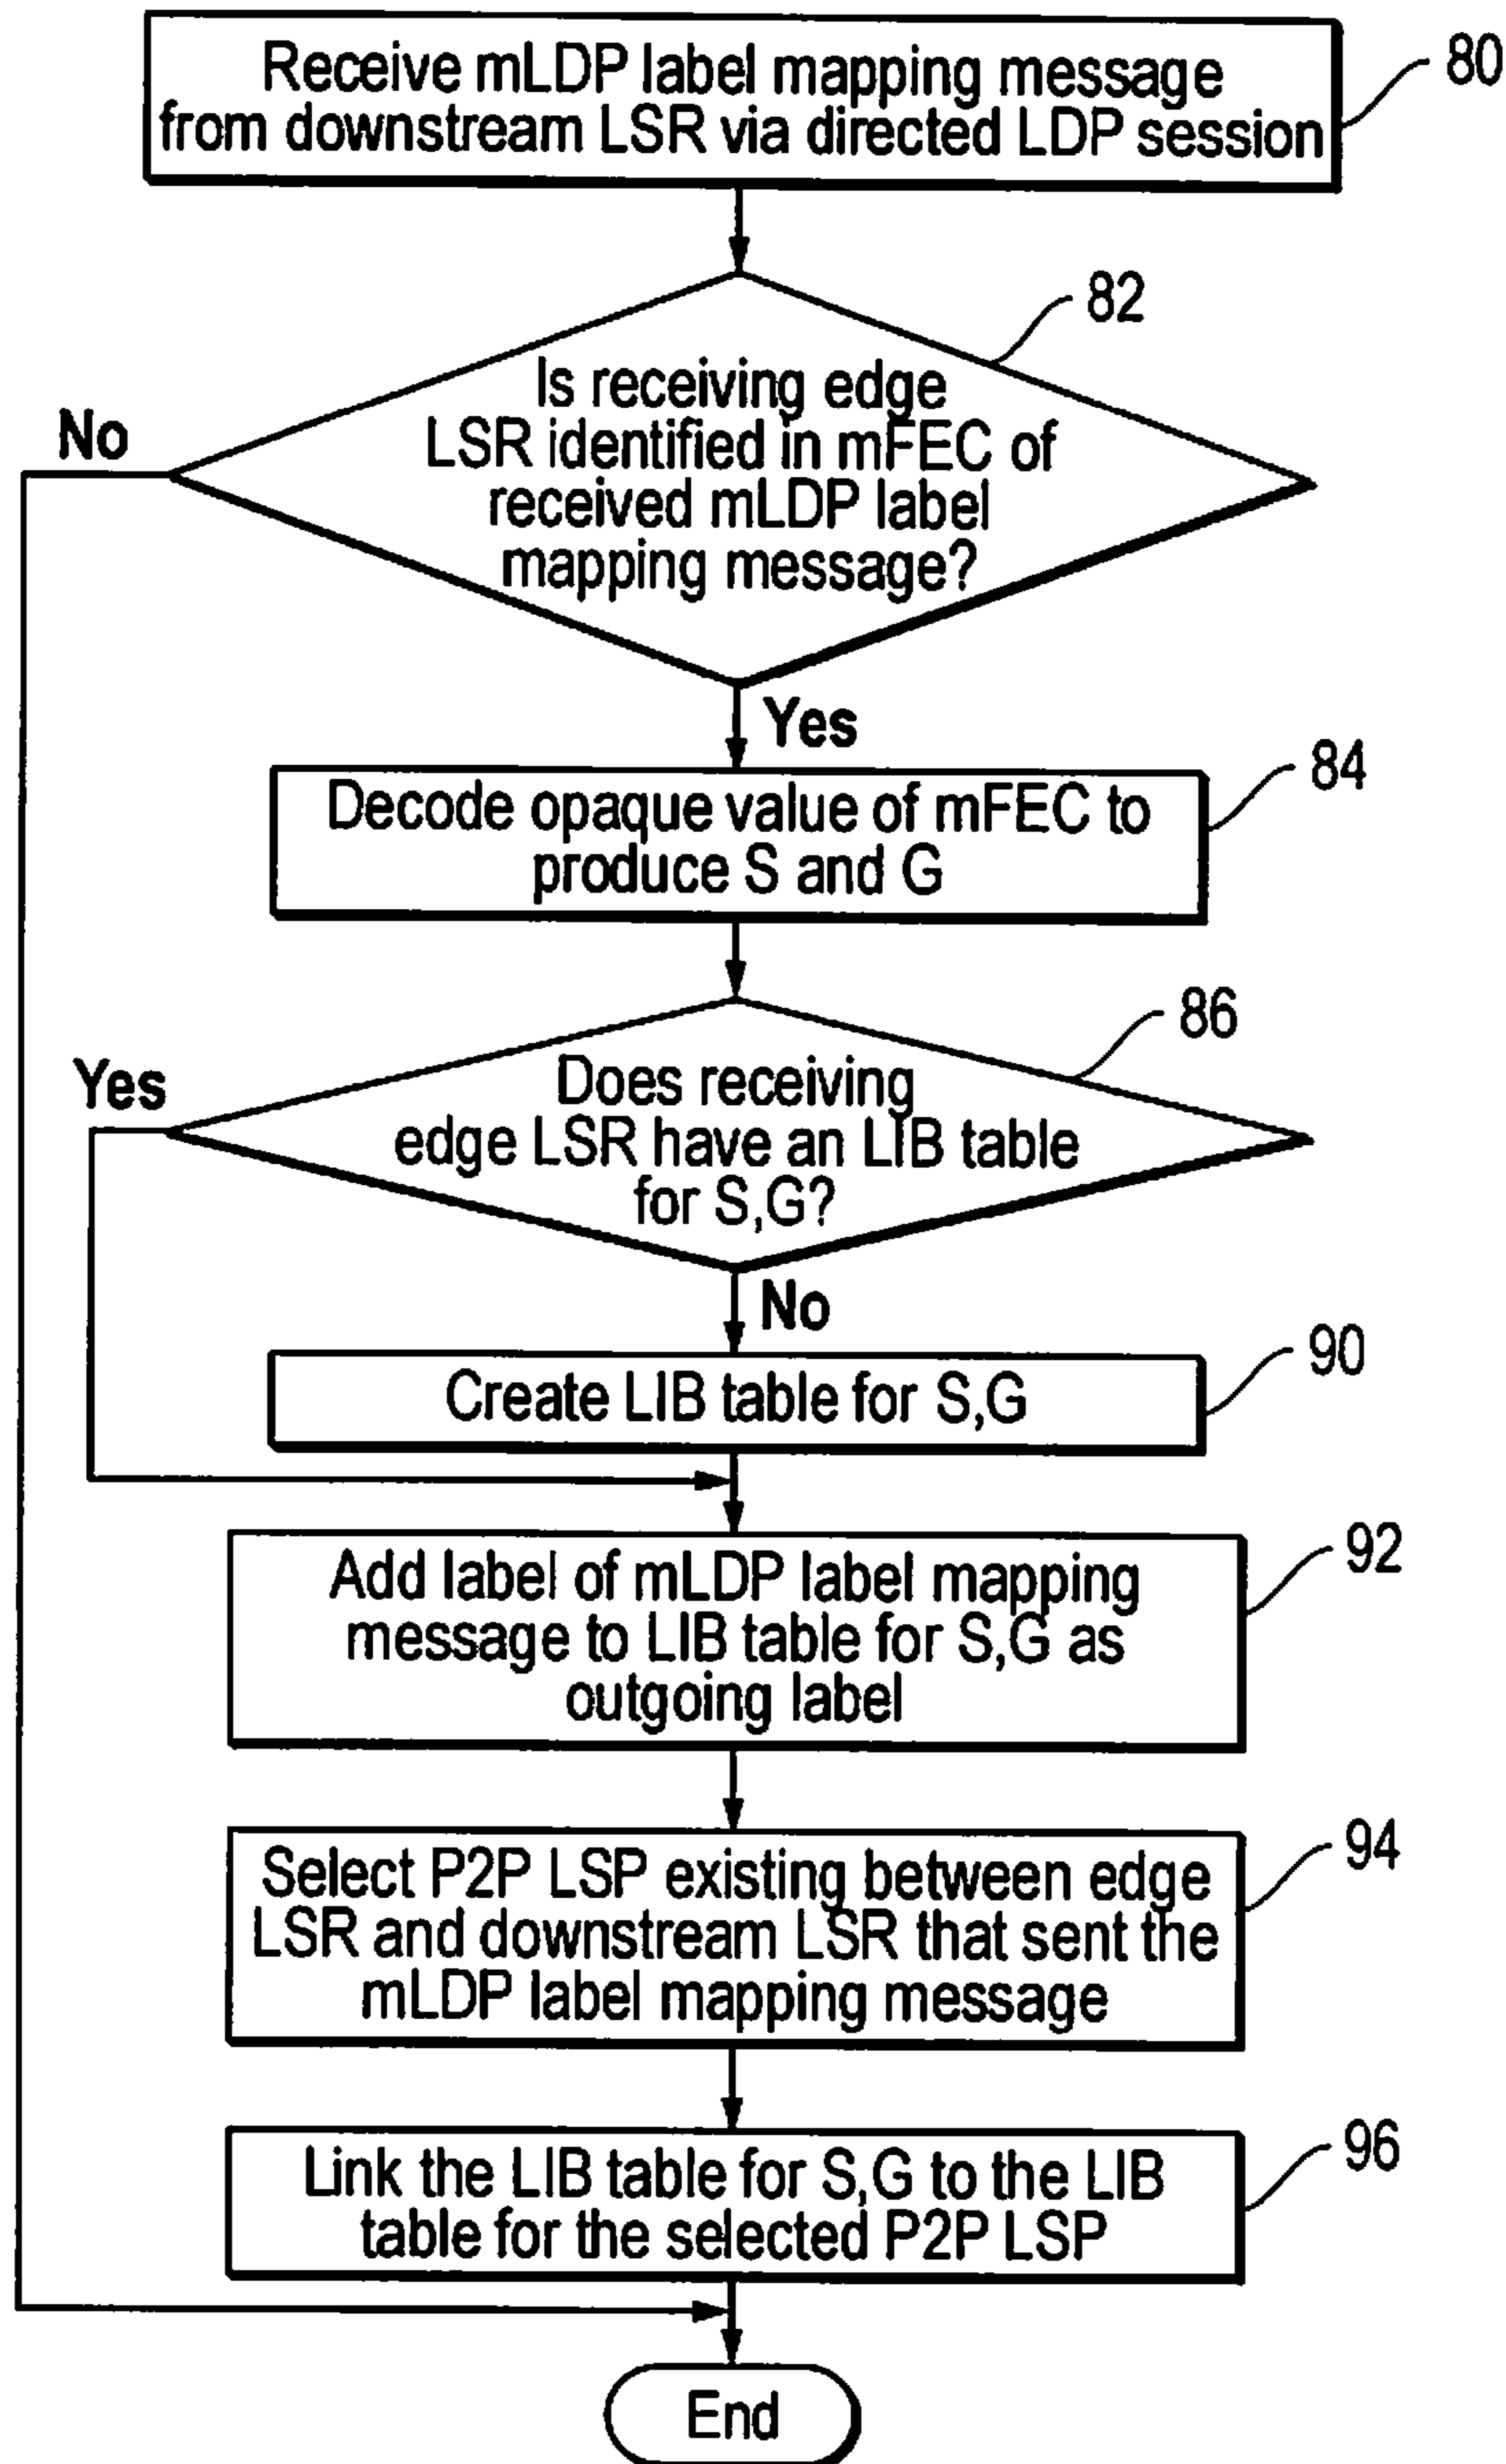 Receive mLDP label mapping message
from downstream LSR via directed LDP session
80
82
Is receiving edge
LSR identified in mFEC of
received mLDP label
mapping message?
No
Yes
84
Decode opaque value of mFEC to
produce S and G
86
Does receiving
edge LSR have an LIB table
for S,G?
Yes
No
90
Create LIB table for S,G
92
Add label of mLDP label mapping
message to LIB table for S,G as
outgoing label
94
Select P2P LSP existing between edge
LSR and downstream LSR that sent the
mLDP label mapping message
96
Link the LIB table for S,G to the LIB
table for the selected P2P LSP
End